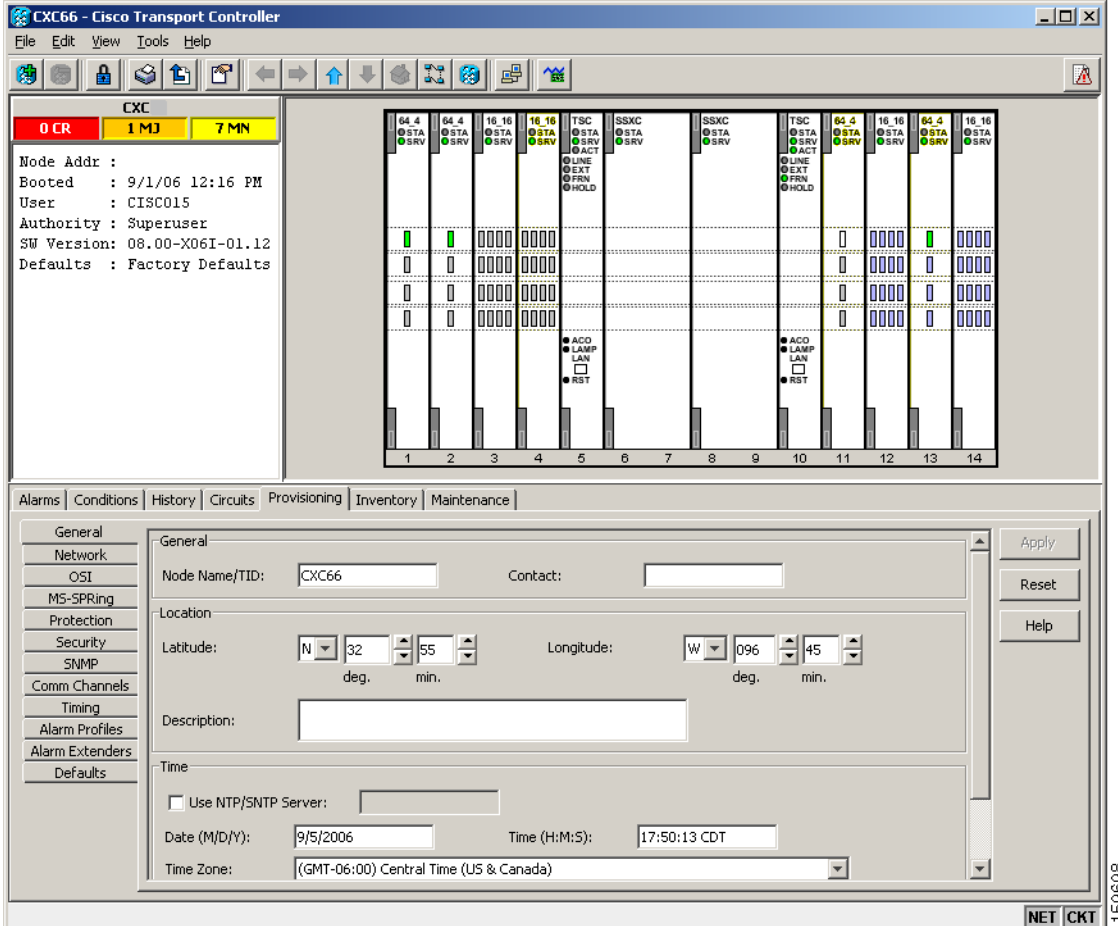 CXC66 - Cisco Transport Controller
File Edit View Tools Help
CXC
0 CR 1 MJ 7 MN
Node Addr :
Booted : 9/1/06 12:16 PM
User : CISCO15
Authority : Superuser
SW Version: 08.00-X06I-01.12
Defaults : Factory Defaults
64_4 64_4 16_16 16_16 TSC SSXC SSXC TSC 64_4 16_16 64_4 16_16
STA STA STA STA STA STA STA STA STA STA STA STA
SRV SRV SRV SRV SRV SRV SRV SRV SRV SRV SRV SRV
ACT ACT
LINE LINE
EXT EXT
FRN FRN
HOLD HOLD
ACO ACO
LAMP LAMP
LAN LAN
RST RST
1 2 3 4 5 6 7 8 9 10 11 12 13 14
Alarms Conditions History Circuits Provisioning Inventory Maintenance
General
Network
OSI
MS-SPRing
Protection
Security
SNMP
Comm Channels
Timing
Alarm Profiles
Alarm Extenders
Defaults
General
Node Name/TID: CXC66 Contact:
Location
Latitude: N 32 55 Longitude: W 096 45
deg. min. deg. min.
Description:
Time
Use NTP/SNTP Server:
Date (M/D/Y): 9/5/2006 Time (H:M:S): 17:50:13 CDT
Time Zone: (GMT-06:00) Central Time (US & Canada)
Apply
Reset
Help
NET CKT